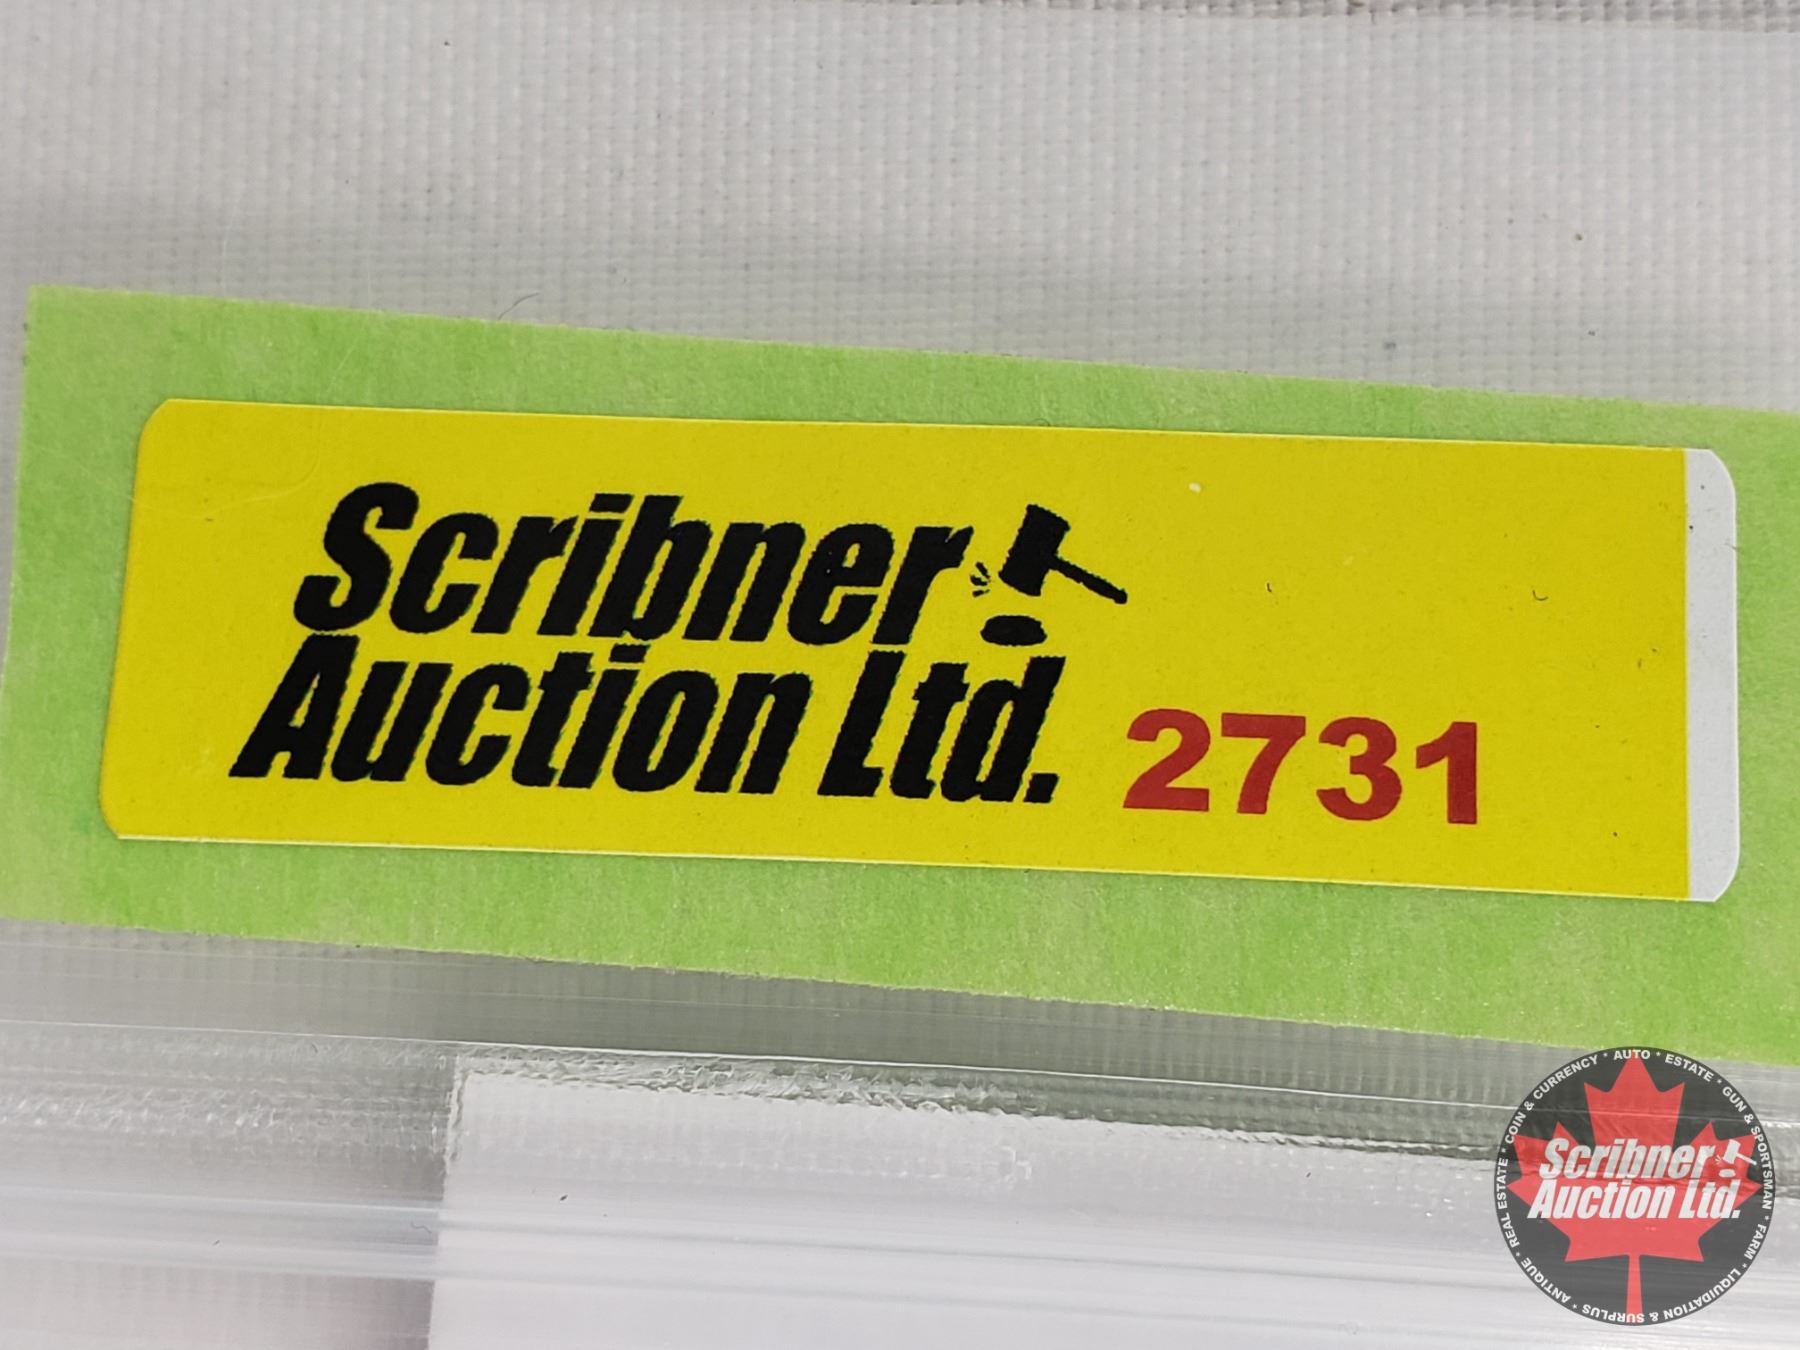 Scribner
Auction Ltd. 2731
COIN & CURRENCY * AUTO * ESTATE * GUN & SPORTSMAN * FARM * LIQUIDATION & SURPLUS * ANTIQUE * REAL ESTATE *
Scribner
Auction Ltd.